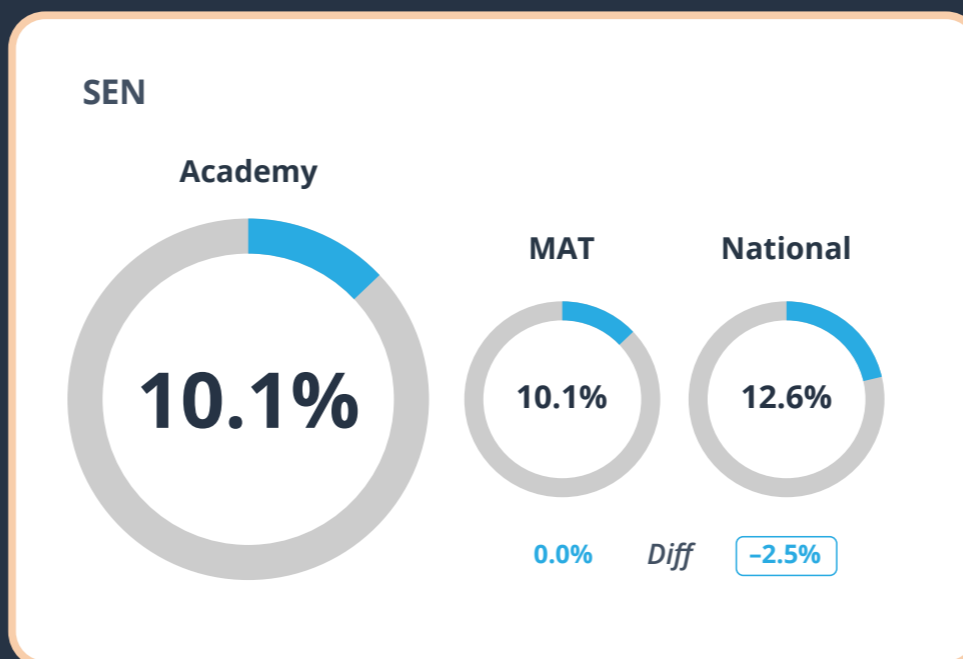 SEN
Academy
10.1%
MAT
10.1%
National
12.6%
0.0% Diff –2.5%